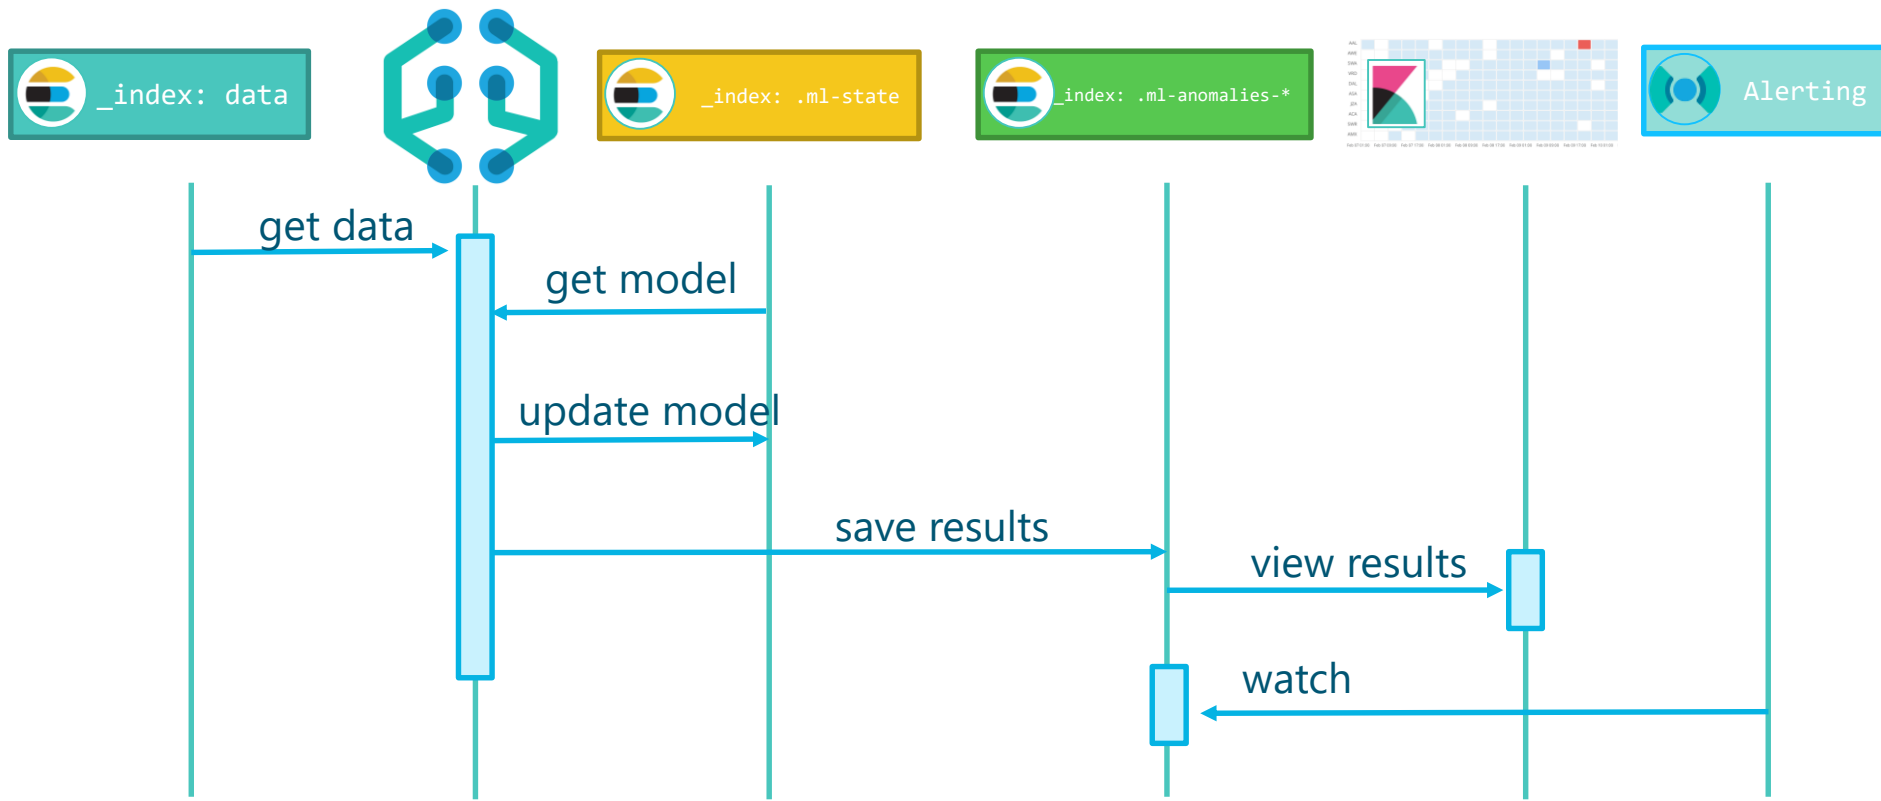 _index: data
_index: .ml-state
_index: .ml-anomalies-*
Alerting
get data
get model
update model
save results
view results
watch